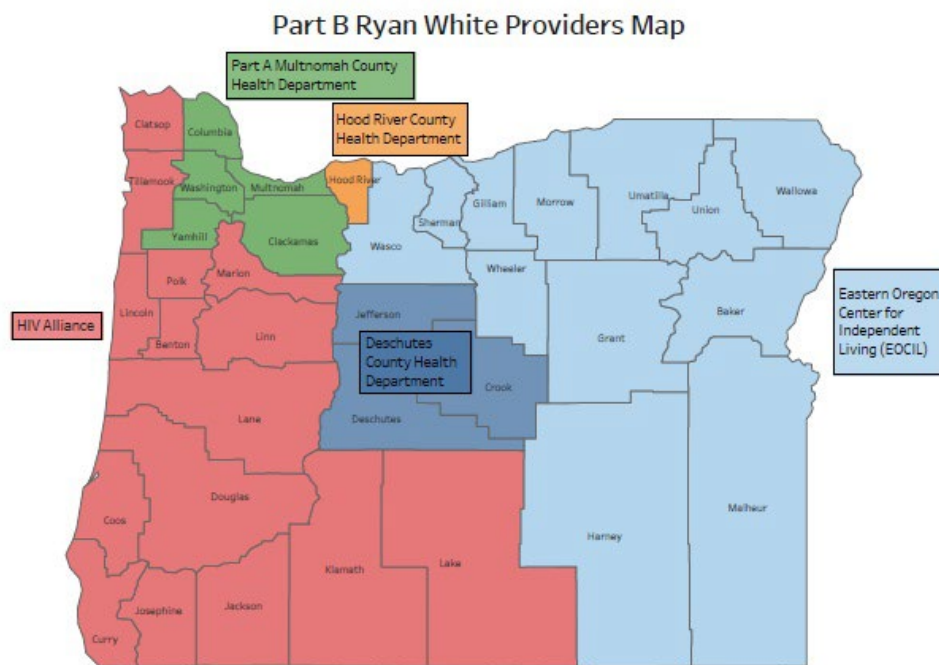 Part B Ryan White Providers Map
Part A Multnomah County
Health Department
Hood River County
Health Department
Clatsop
Columbia
Tillamook
Washington
Multnomah
Hood River
Yamhill
Clackamas
Wasco
Sherman
Gilliam
Morrow
Umatilla
Union
Wallowa
Polk
Marion
Wheeler
Lincoln
Benton
Linn
Jefferson
Grant
Baker
HIV Alliance
Deschutes
County Health
Department
Crook
Deschutes
Eastern Oregon
Center for
Independent
Living (EOCIL)
Lane
Coos
Douglas
Harney
Malheur
Curry
Josephine
Jackson
Klamath
Lake